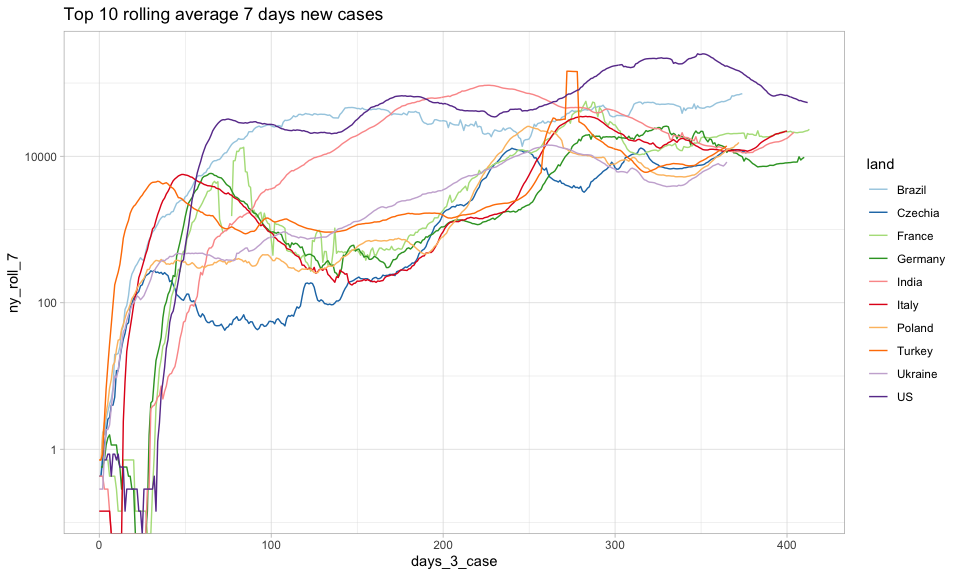 Top 10 rolling average 7 days new cases
ny_roll_7
10000
100
1
0
100
200
300
400
days_3_case
land
Brazil
Czechia
France
Germany
India
Italy
Poland
Turkey
Ukraine
US